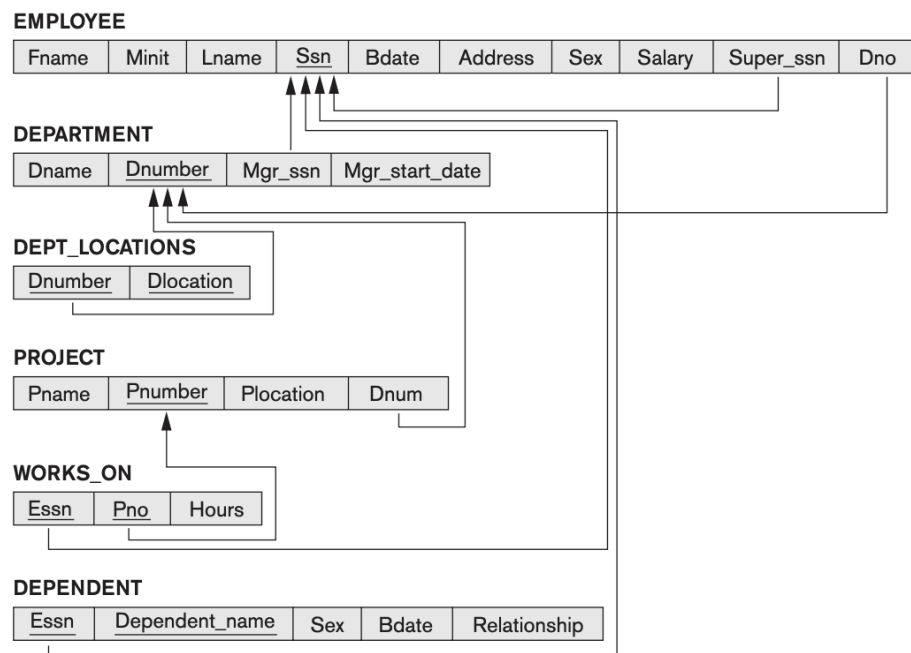 EMPLOYEE
Fname Minit Lname Ssn Bdate Address Sex Salary Super_ssn Dno
DEPARTMENT
Dname Dnumber Mgr_ssn Mgr_start_date
DEPT_LOCATIONS
Dnumber Dlocation
PROJECT
Pname Pnumber Plocation Dnum
WORKS_ON
Essn Pno Hours
DEPENDENT
Essn Dependent_name Sex Bdate Relationship